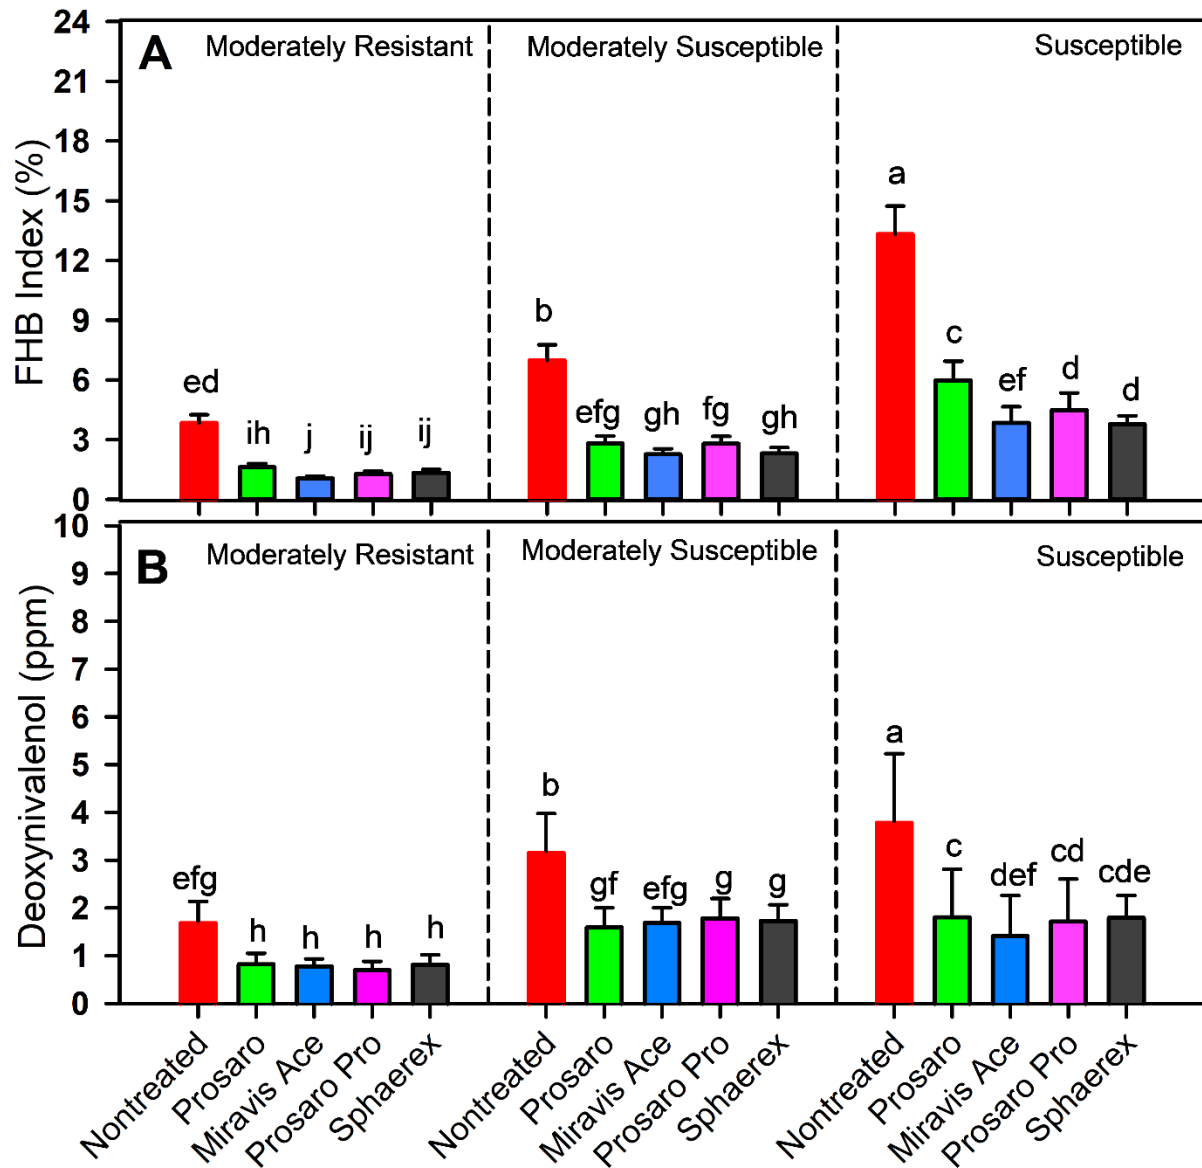 A
Moderately Resistant
Moderately Susceptible
Susceptible
FHB Index (%)
24
21
18
15
12
9
6
3
0
ed
ih
j
ij
ij
b
efg
gh
fg
gh
a
c
ef
d
d
B
Moderately Resistant
Moderately Susceptible
Susceptible
Deoxynivalenol (ppm)
10
9
8
7
6
5
4
3
2
1
0
efg
h
h
h
h
b
gf
efg
g
g
a
c
def
cd
cde
Nontreated
Prosaro
Miravis Ace
Prosaro Pro
Sphaerex
Nontreated
Prosaro
Miravis Ace
Prosaro Pro
Sphaerex
Nontreated
Prosaro
Miravis Ace
Prosaro Pro
Sphaerex